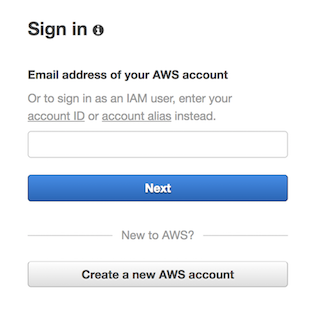 Sign in
Email address of your AWS account
Or to sign in as an IAM user, enter your
account ID or account alias instead.
Next
New to AWS?
Create a new AWS account